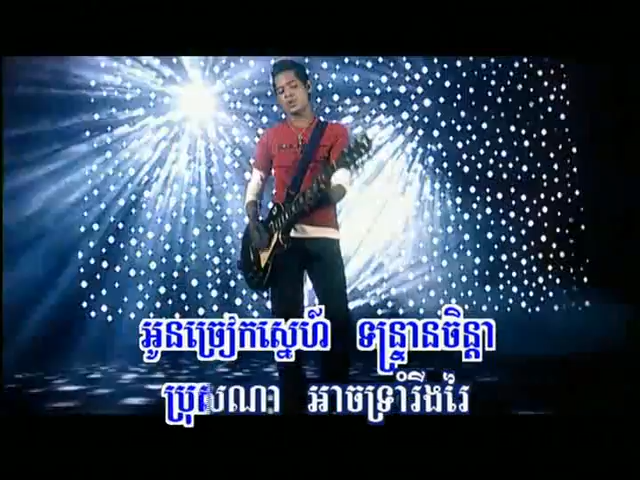 អូនច្រៀកស្នេហ៍ ទន្ទ្រានចិន្តា
ប្រុសណា អាចទ្រាំរឹងរៃ